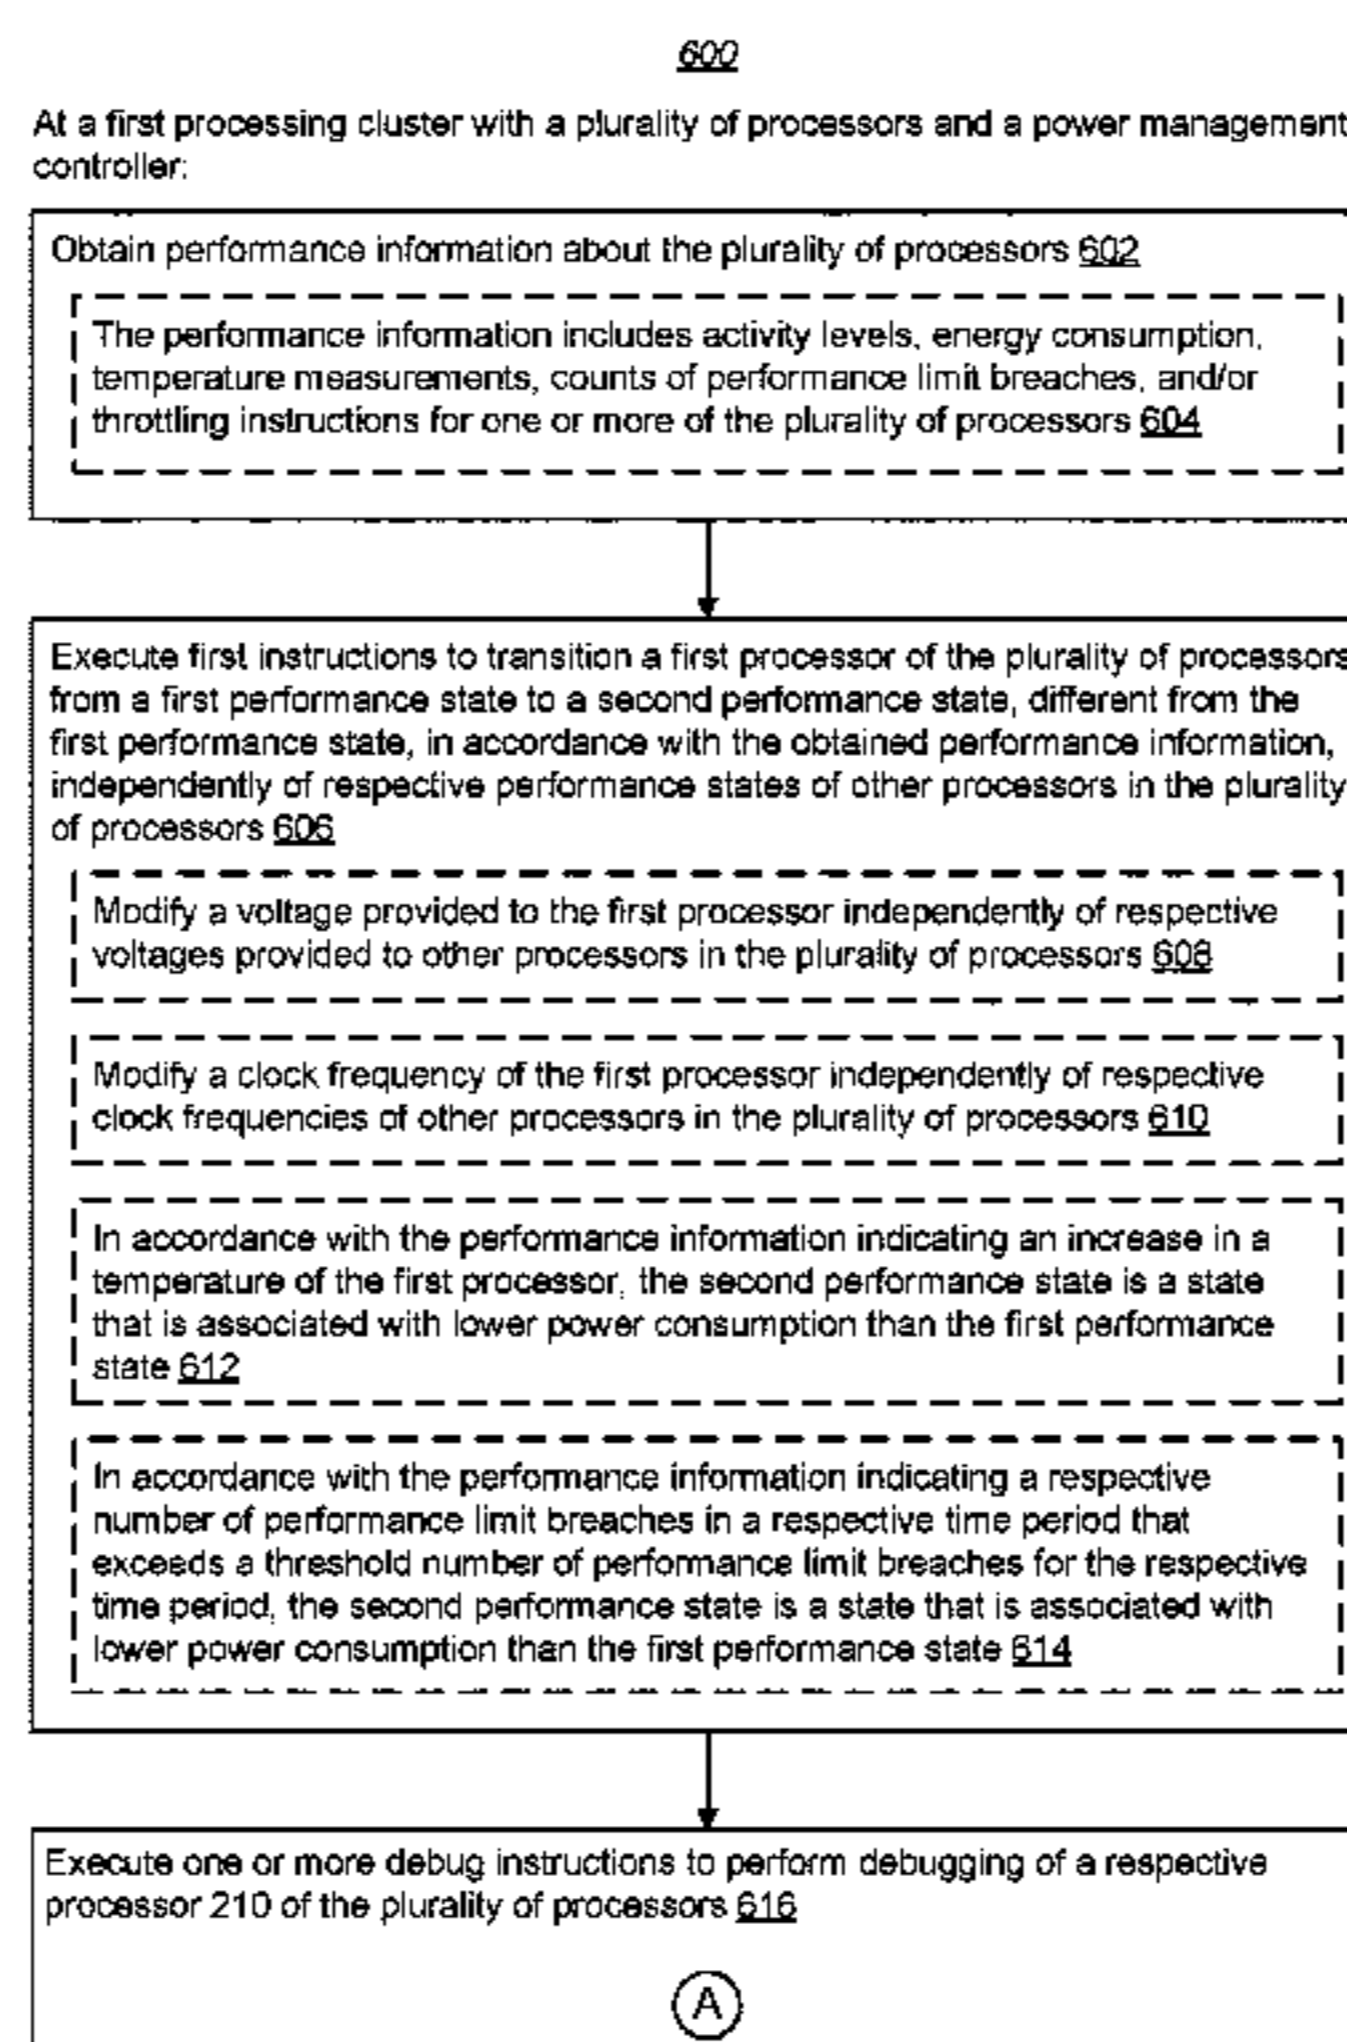 600
At a first processing cluster with a plurality of processors and a power management
controller:
Obtain performance information about the plurality of processors 602
The performance information includes activity levels, energy consumption,
temperature measurements, counts of performance limit breaches, and/or
throttling instructions for one or more of the plurality of processors 604
Execute first instructions to transition a first processor of the plurality of processors
from a first performance state to a second performance state, different from the
first performance state, in accordance with the obtained performance information,
independently of respective performance states of other processors in the plurality
of processors 606
Modify a voltage provided to the first processor independently of respective
voltages provided to other processors in the plurality of processors 608
Modify a clock frequency of the first processor independently of respective
clock frequencies of other processors in the plurality of processors 610
In accordance with the performance information indicating an increase in a
temperature of the first processor, the second performance state is a state
that is associated with lower power consumption than the first performance
state 612
In accordance with the performance information indicating a respective
number of performance limit breaches in a respective time period that
exceeds a threshold number of performance limit breaches for the respective
time period, the second performance state is a state that is associated with
lower power consumption than the first performance state 614
Execute one or more debug instructions to perform debugging of a respective
processor 210 of the plurality of processors 616
A